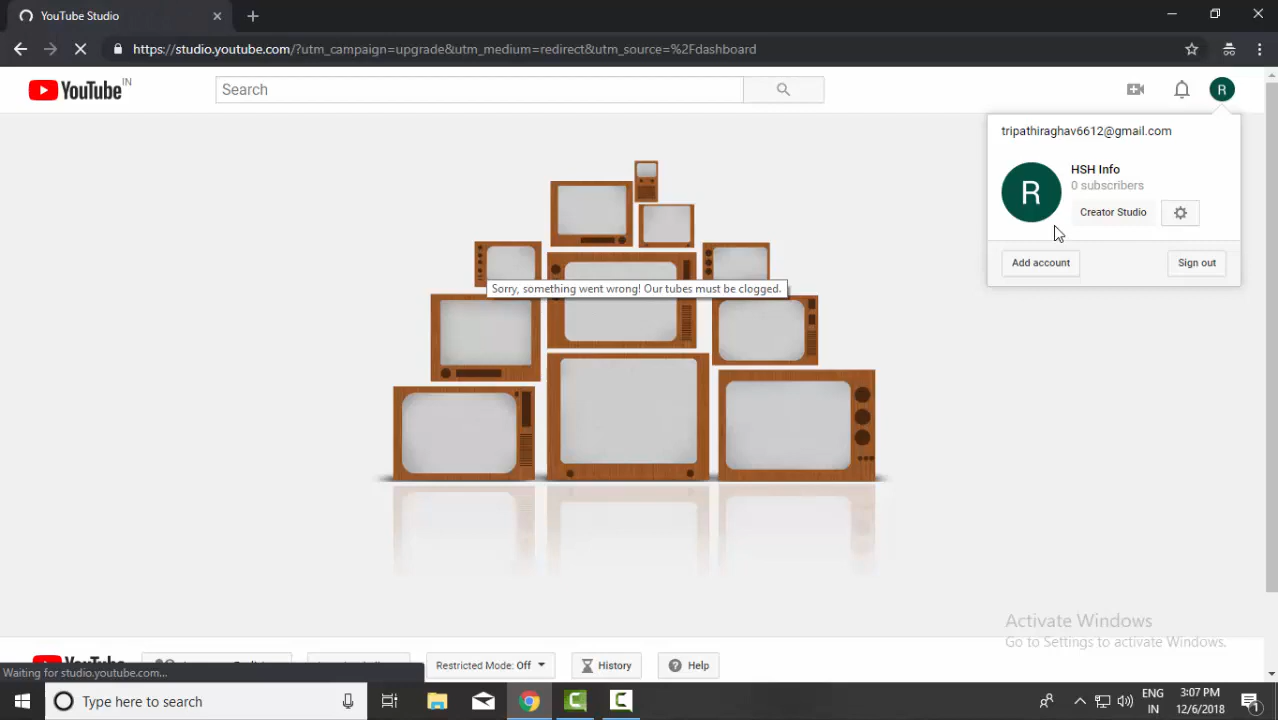 YouTube Studio
https://studio.youtube.com/?utm_campaign=upgrade&utm_medium=redirect&utm_source=%2Fdashboard
YouTube IN
Search
R
tripathiraghav6612@gmail.com
R
HSH Info
0 subscribers
Creator Studio
Add account
Sign out
Sorry, something went wrong! Our tubes must be clogged.
Activate Windows
Go to Settings to activate Windows.
Restricted Mode: Off
History
Help
Waiting for studio.youtube.com...
Type here to search
ENG
IN
3:07 PM
12/6/2018
1